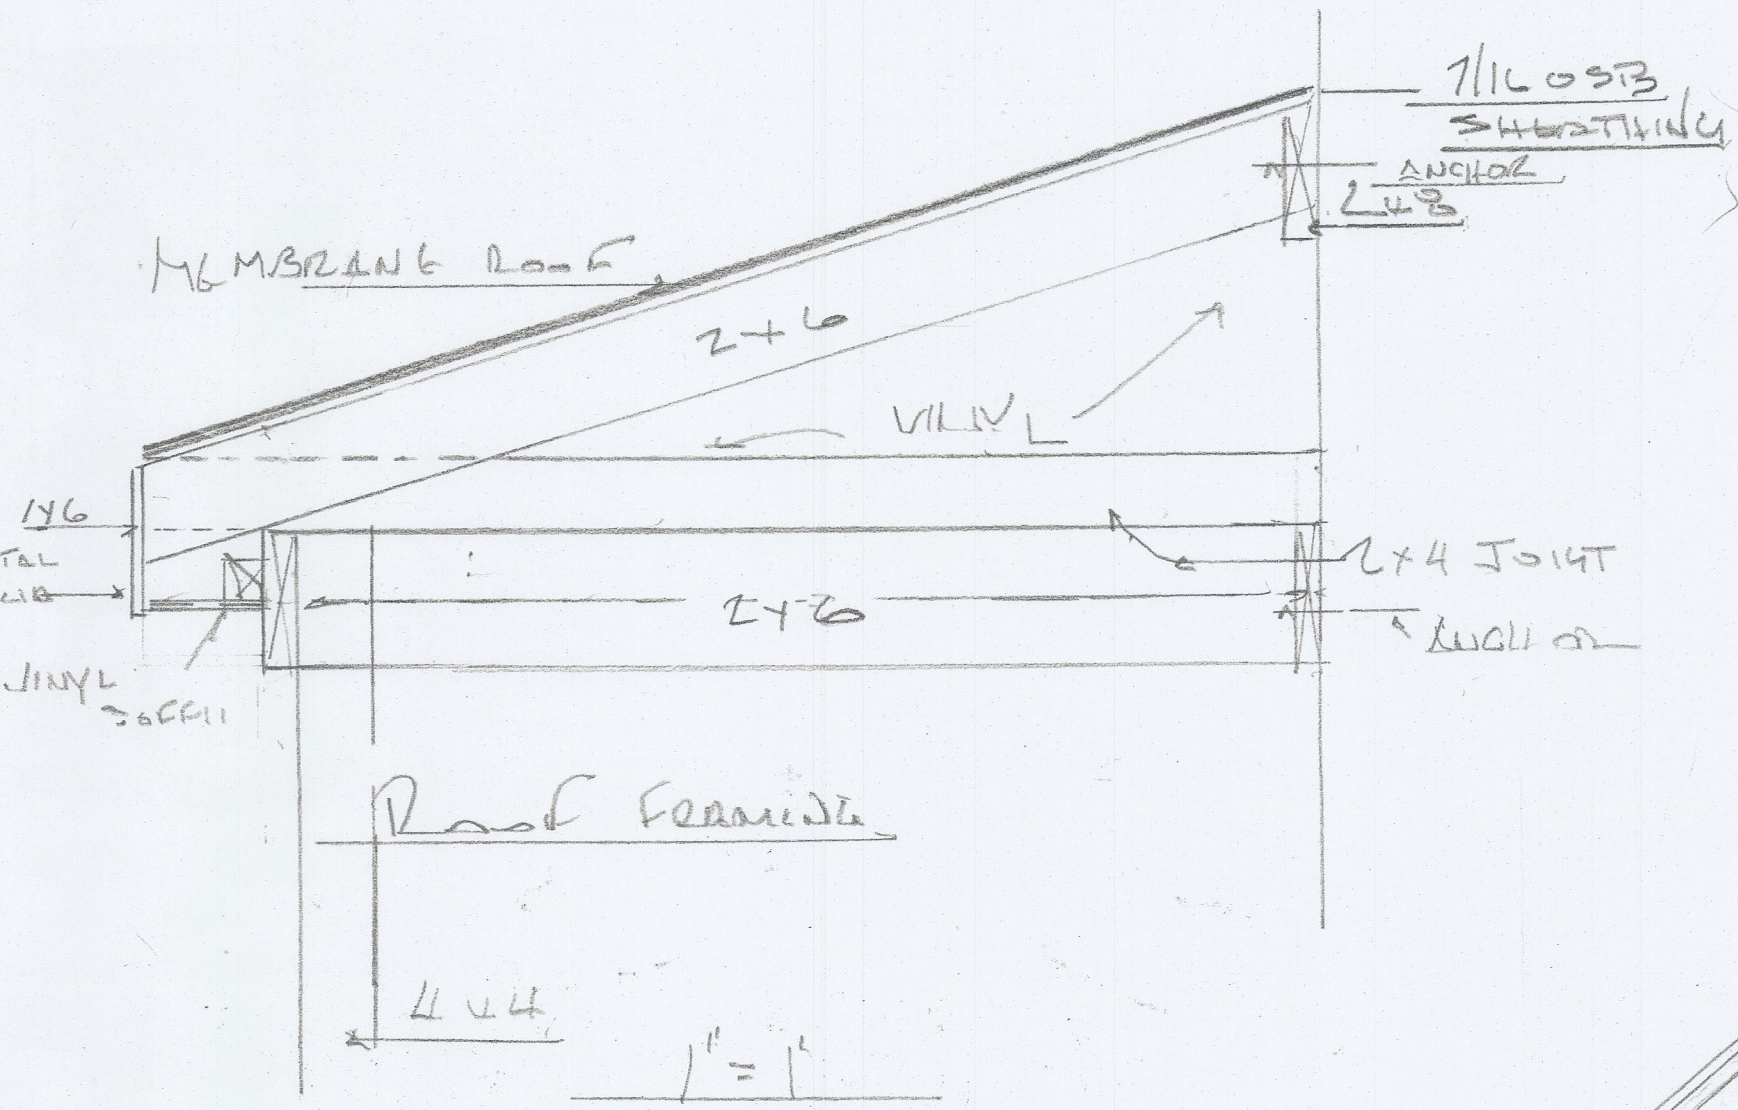 7/16 OSB
SHEATHING
ANCHOR
2x8
MEMBRANE ROOF
2x6
VINYL
1x6
TAL
2x4 JOIST
2x6
ANCHOR
VINYL
SOFFIT
ROOF FRAMING
4x4
1" = 1'